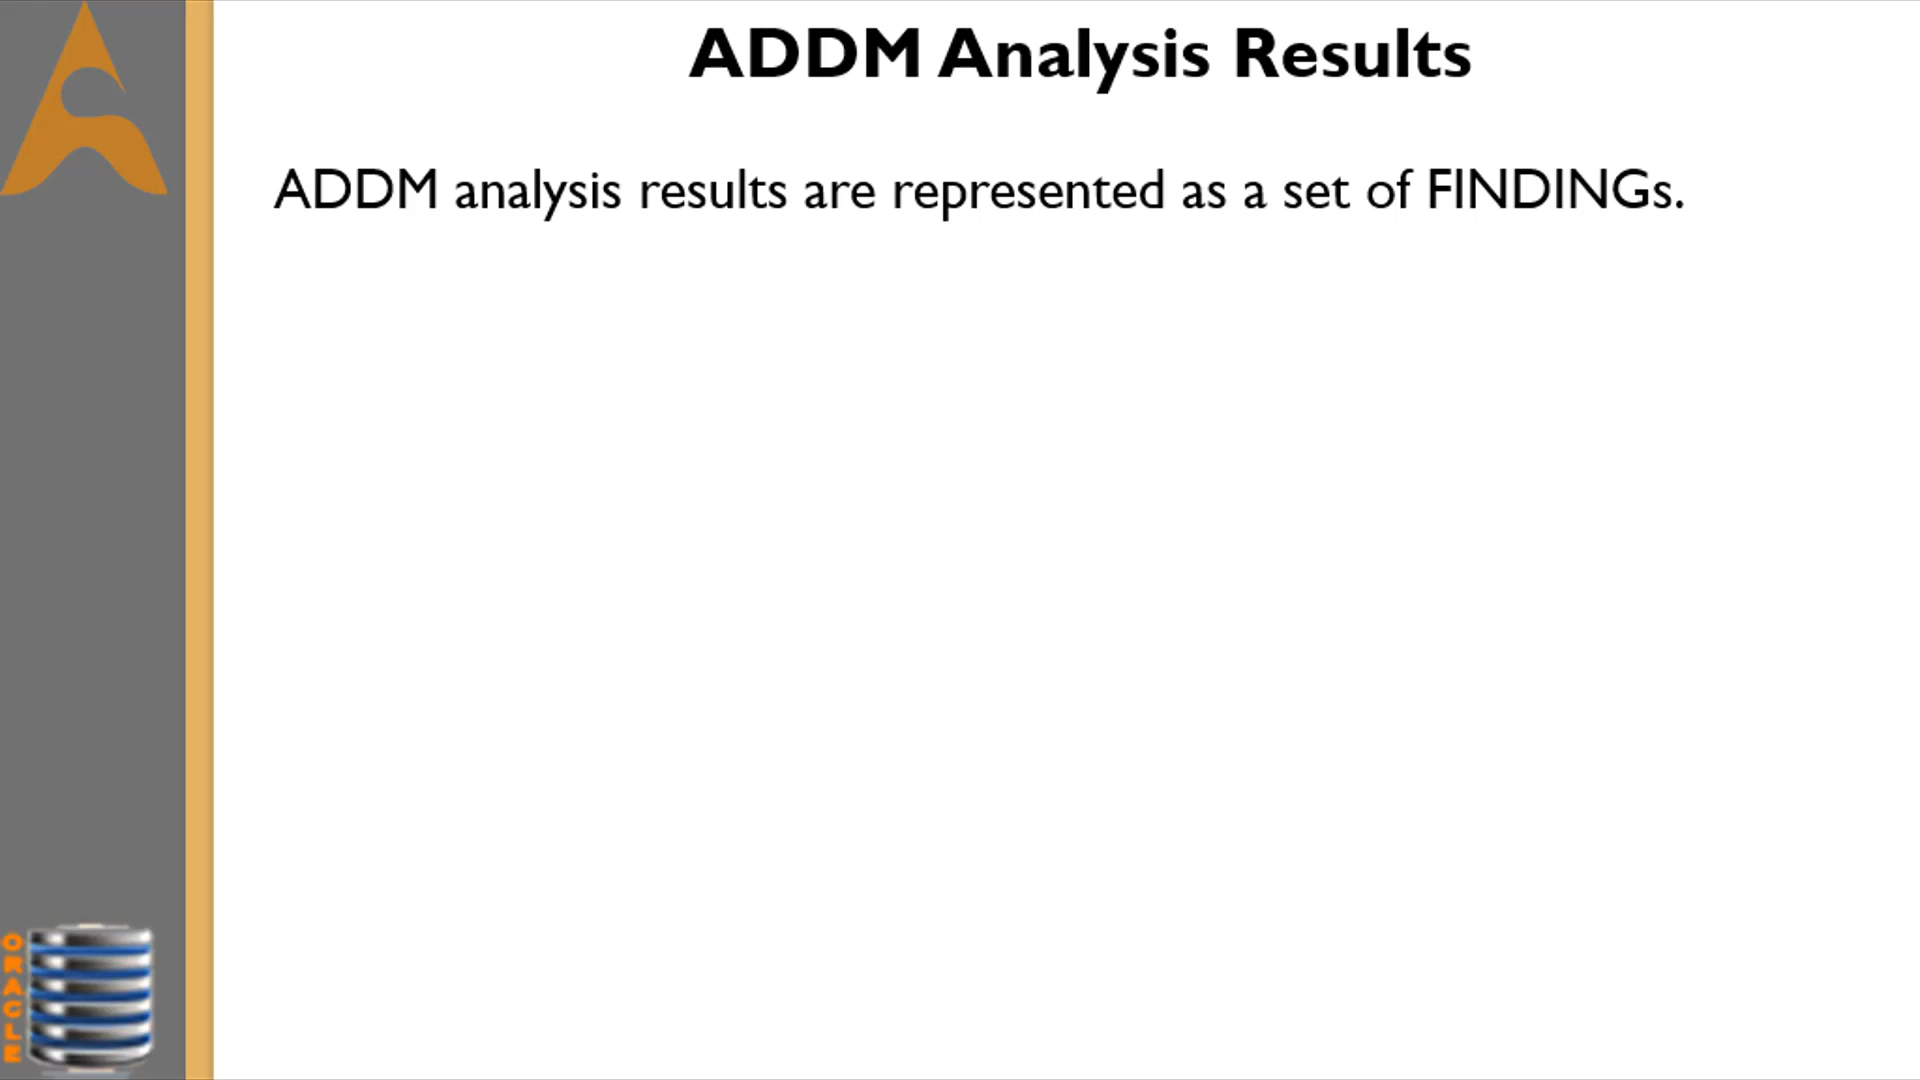 ADDM Analysis Results
ADDM analysis results are represented as a set of FINDINGs.
ORACLE